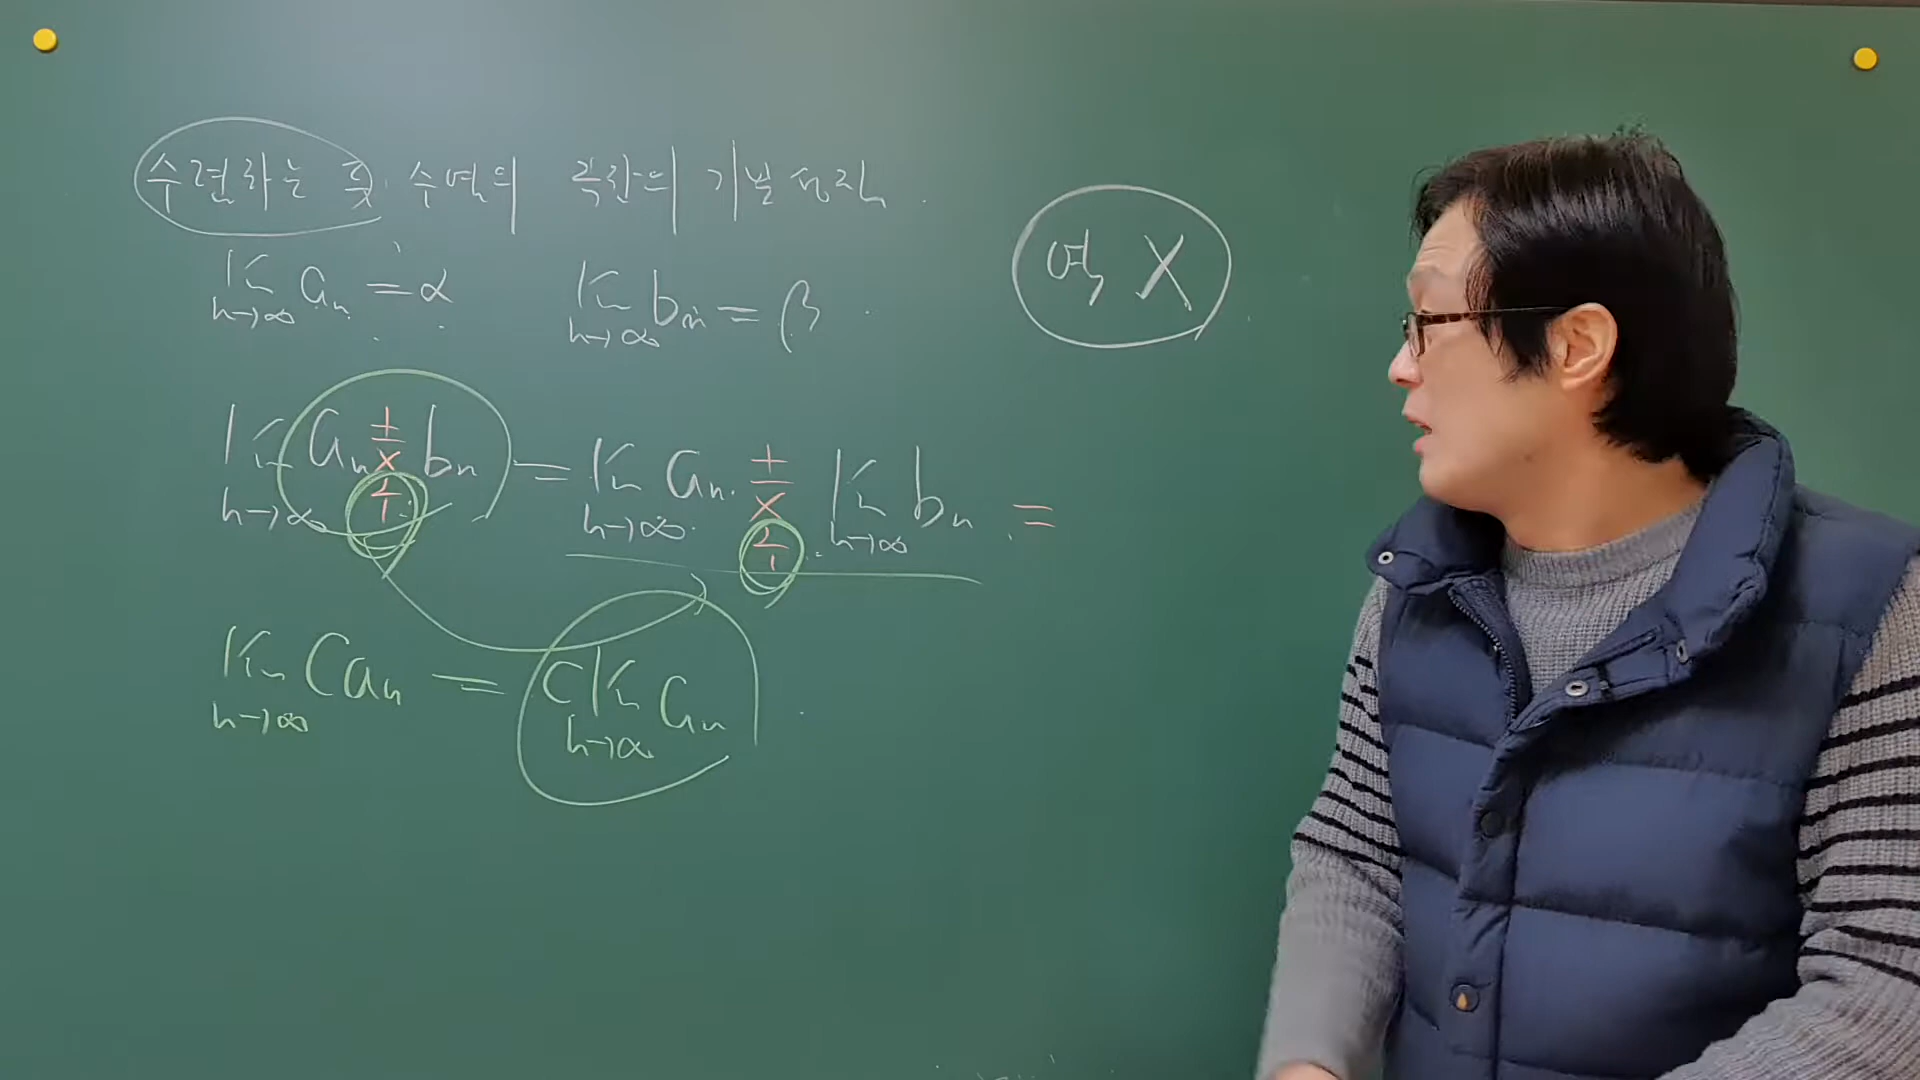 수렴하는 두 수열의 극한의 기본 성질
lim n→∞ aₙ = α lim n→∞ bₙ = β
역 X
lim n→∞ aₙ + - × ÷ bₙ = lim n→∞ aₙ + - × ÷ lim n→∞ bₙ =
lim n→∞ Caₙ = C lim n→∞ aₙ